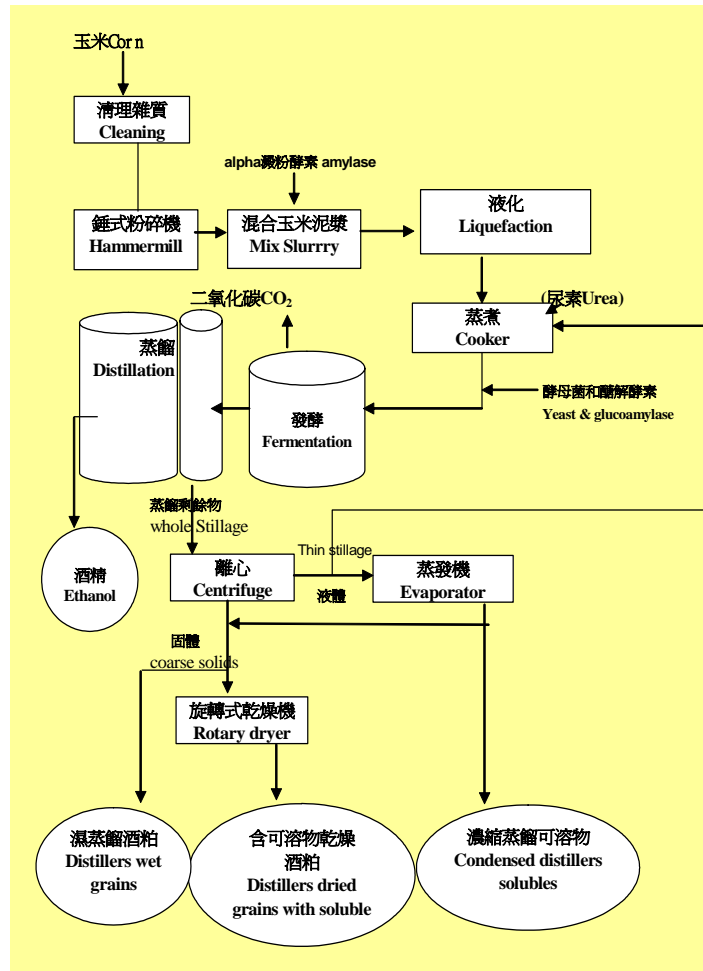 玉米Corn
清理雜質
Cleaning
alpha澱粉酵素 amylase
錘式粉碎機
Hammermill
混合玉米泥漿
Mix Slurrry
液化
Liquefaction
二氧化碳CO₂
(尿素Urea)
蒸煮
Cooker
蒸餾
Distillation
發酵
Fermentation
酵母菌和醣解酵素
Yeast & glucoamylase
蒸餾剩餘物
whole Stillage
酒精
Ethanol
離心
Centrifuge
Thin stillage
液體
蒸發機
Evaporator
固體
coarse solids
旋轉式乾燥機
Rotary dryer
濕蒸餾酒粕
Distillers wet
grains
含可溶物乾燥
酒粕
Distillers dried
grains with soluble
濃縮蒸餾可溶物
Condensed distillers
solubles